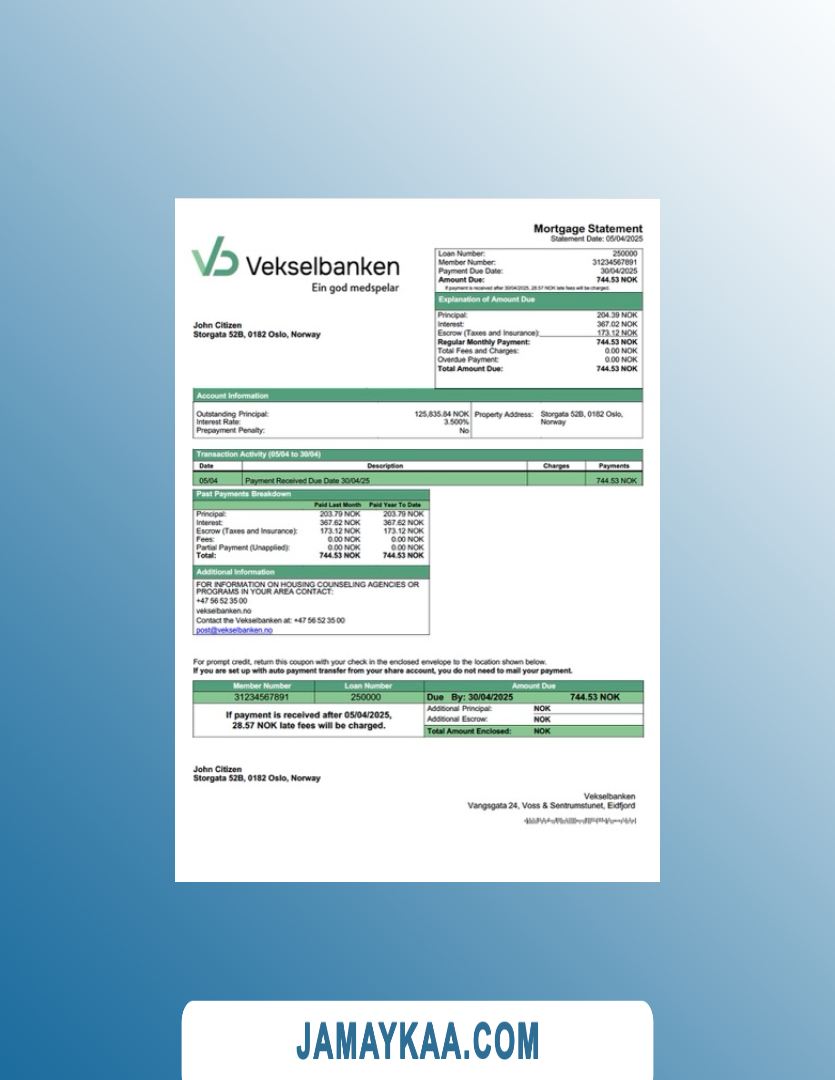 Mortgage Statement
Statement Date: 05/04/2025
Vekselbanken
Ein god medspelar
Loan Number: 250000
Member Number: 31234567891
Payment Due Date: 30/04/2025
Amount Due: 744.53 NOK
If payment is received after 30/04/2025, 28.57 NOK late fees will be charged.
Explanation of Amount Due
Principal: 204.39 NOK
Interest: 367.02 NOK
Escrow (Taxes and Insurance): 173.12 NOK
Regular Monthly Payment: 744.53 NOK
Total Fees and Charges: 0.00 NOK
Overdue Payment: 0.00 NOK
Total Amount Due: 744.53 NOK
John Citizen
Storgata 52B, 0182 Oslo, Norway
Account Information
Outstanding Principal: 125,835.84 NOK
Interest Rate: 3.500%
Prepayment Penalty: No
Property Address: Storgata 52B, 0182 Oslo,
Norway
Transaction Activity (05/04 to 30/04)
Date Description Charges Payments
05/04 Payment Received Due Date 30/04/25 744.53 NOK
Past Payments Breakdown
Paid Last Month Paid Year To Date
Principal: 203.79 NOK 203.79 NOK
Interest: 367.62 NOK 367.62 NOK
Escrow (Taxes and Insurance): 173.12 NOK 173.12 NOK
Fees: 0.00 NOK 0.00 NOK
Partial Payment (Unapplied): 0.00 NOK 0.00 NOK
Total: 744.53 NOK 744.53 NOK
Additional Information
FOR INFORMATION ON HOUSING COUNSELING AGENCIES OR
PROGRAMS IN YOUR AREA CONTACT:
+47 56 52 35 00
vekselbanken.no
Contact the Vekselbanken at: +47 56 52 35 00
post@vekselbanken.no
For prompt credit, return this coupon with your check in the enclosed envelope to the location shown below.
If you are set up with auto payment transfer from your share account, you do not need to mail your payment.
Member Number Loan Number Amount Due
31234567891 250000 Due By: 30/04/2025 744.53 NOK
If payment is received after 05/04/2025,
28.57 NOK late fees will be charged.
Additional Principal: NOK
Additional Escrow: NOK
Total Amount Enclosed: NOK
John Citizen
Storgata 52B, 0182 Oslo, Norway
Vekselbanken
Vangsgata 24, Voss & Sentrumstunet, Eidfjord
JAMAYKAA.COM